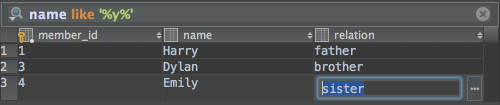 name like '%y%'
member_id name relation
1 1 Harry father
2 3 Dylan brother
3 4 Emily sister